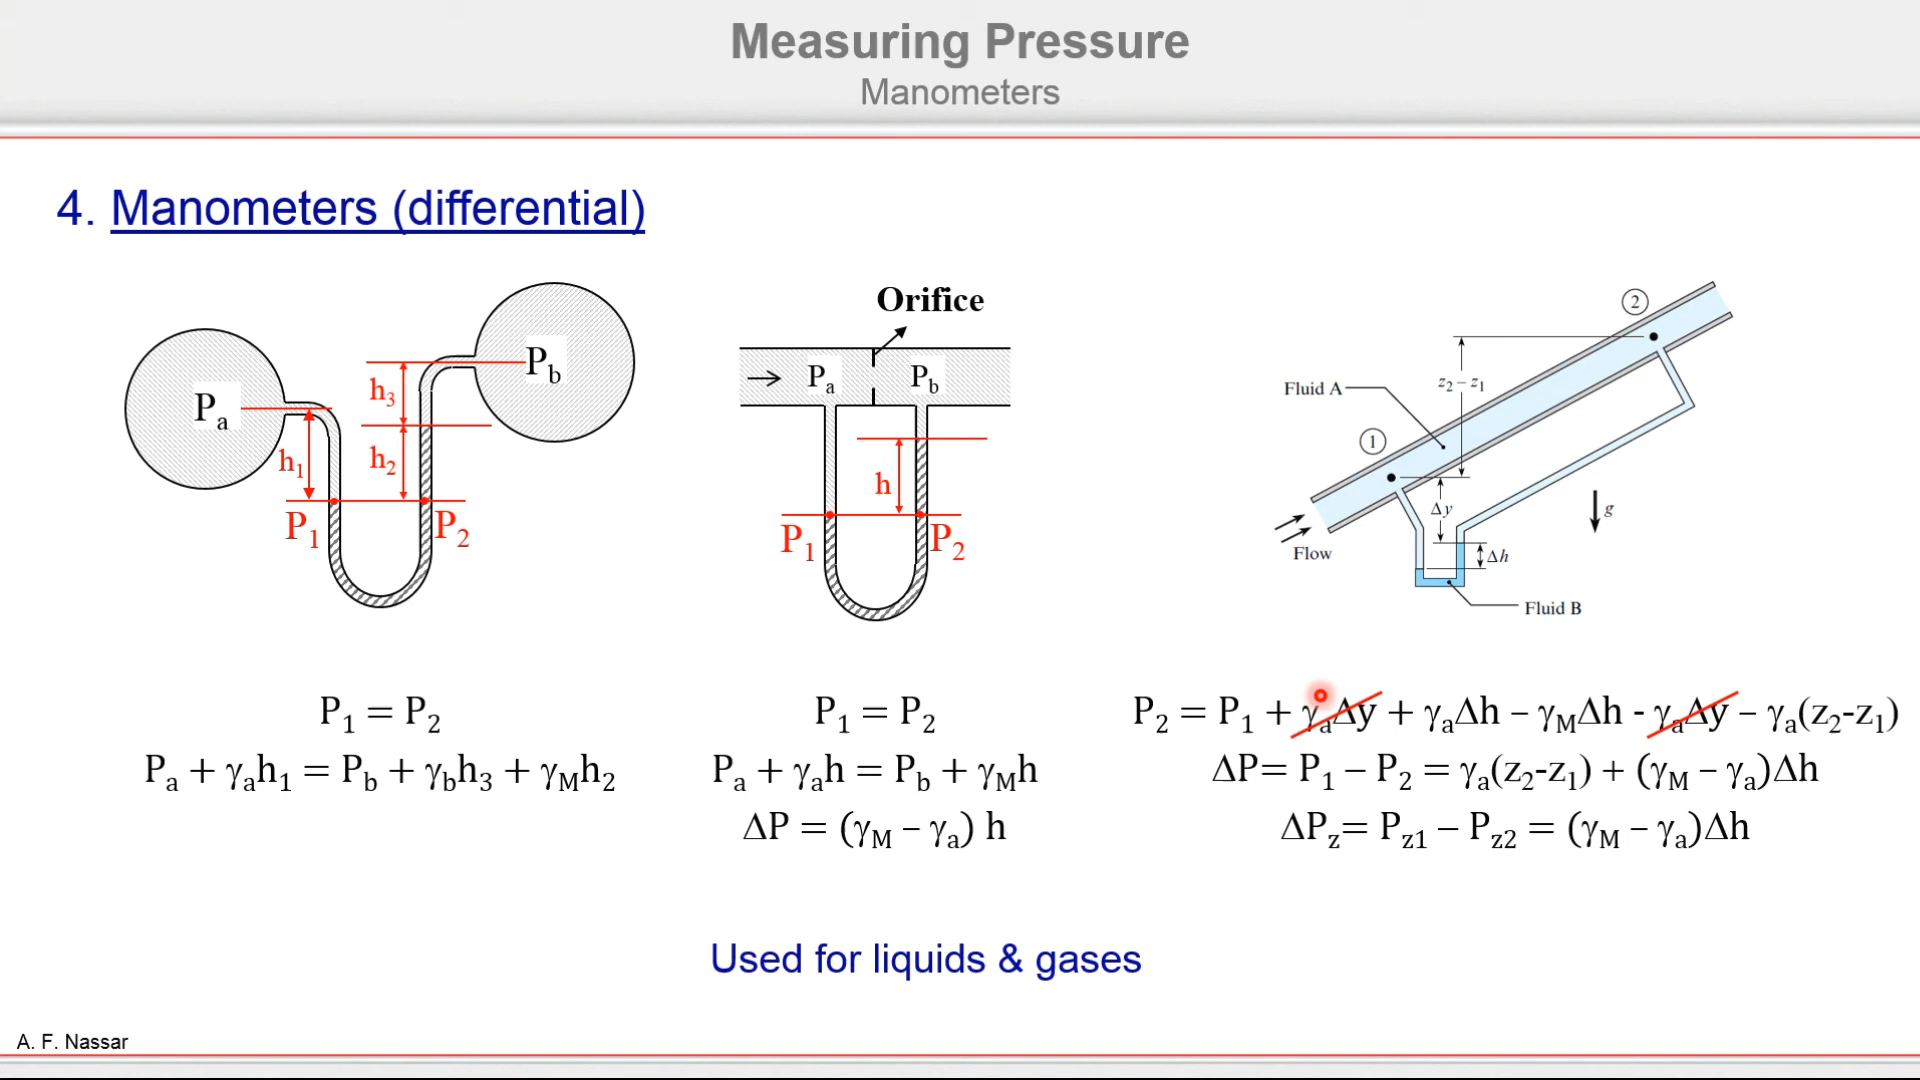 Measuring Pressure
Manometers
4. Manometers (differential)
Pa
Pb
h1
h2
h3
P1
P2
Orifice
Pa
Pb
h
P1
P2
2
Fluid A
z2 – z1
1
Δy
g
Flow
Δh
Fluid B
P1 = P2
Pa + γah1 = Pb + γbh3 + γMh2
P1 = P2
Pa + γah = Pb + γMh
ΔP = (γM – γa) h
P2 = P1 + γaΔy + γaΔh – γMΔh - γaΔy – γa(z2-z1)
ΔP= P1 – P2 = γa(z2-z1) + (γM – γa)Δh
ΔPz= Pz1 – Pz2 = (γM – γa)Δh
Used for liquids & gases
A. F. Nassar